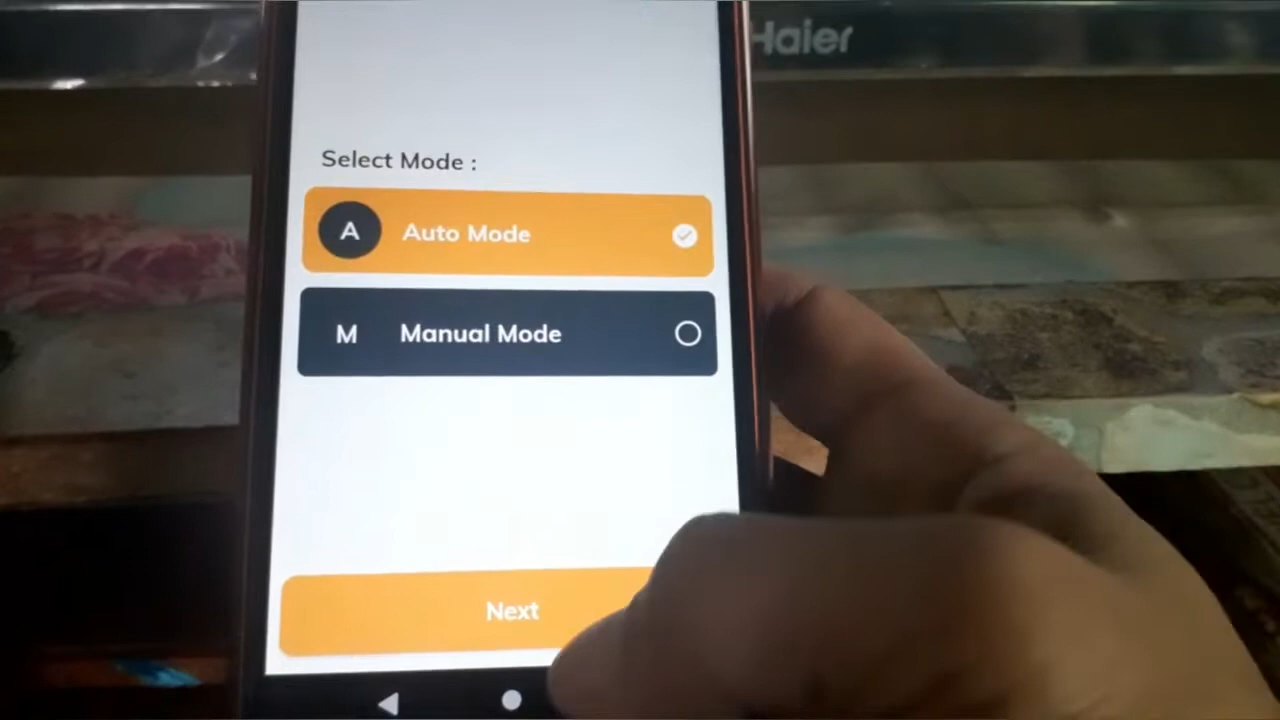 Haier
Select Mode :
A Auto Mode
M Manual Mode
Next